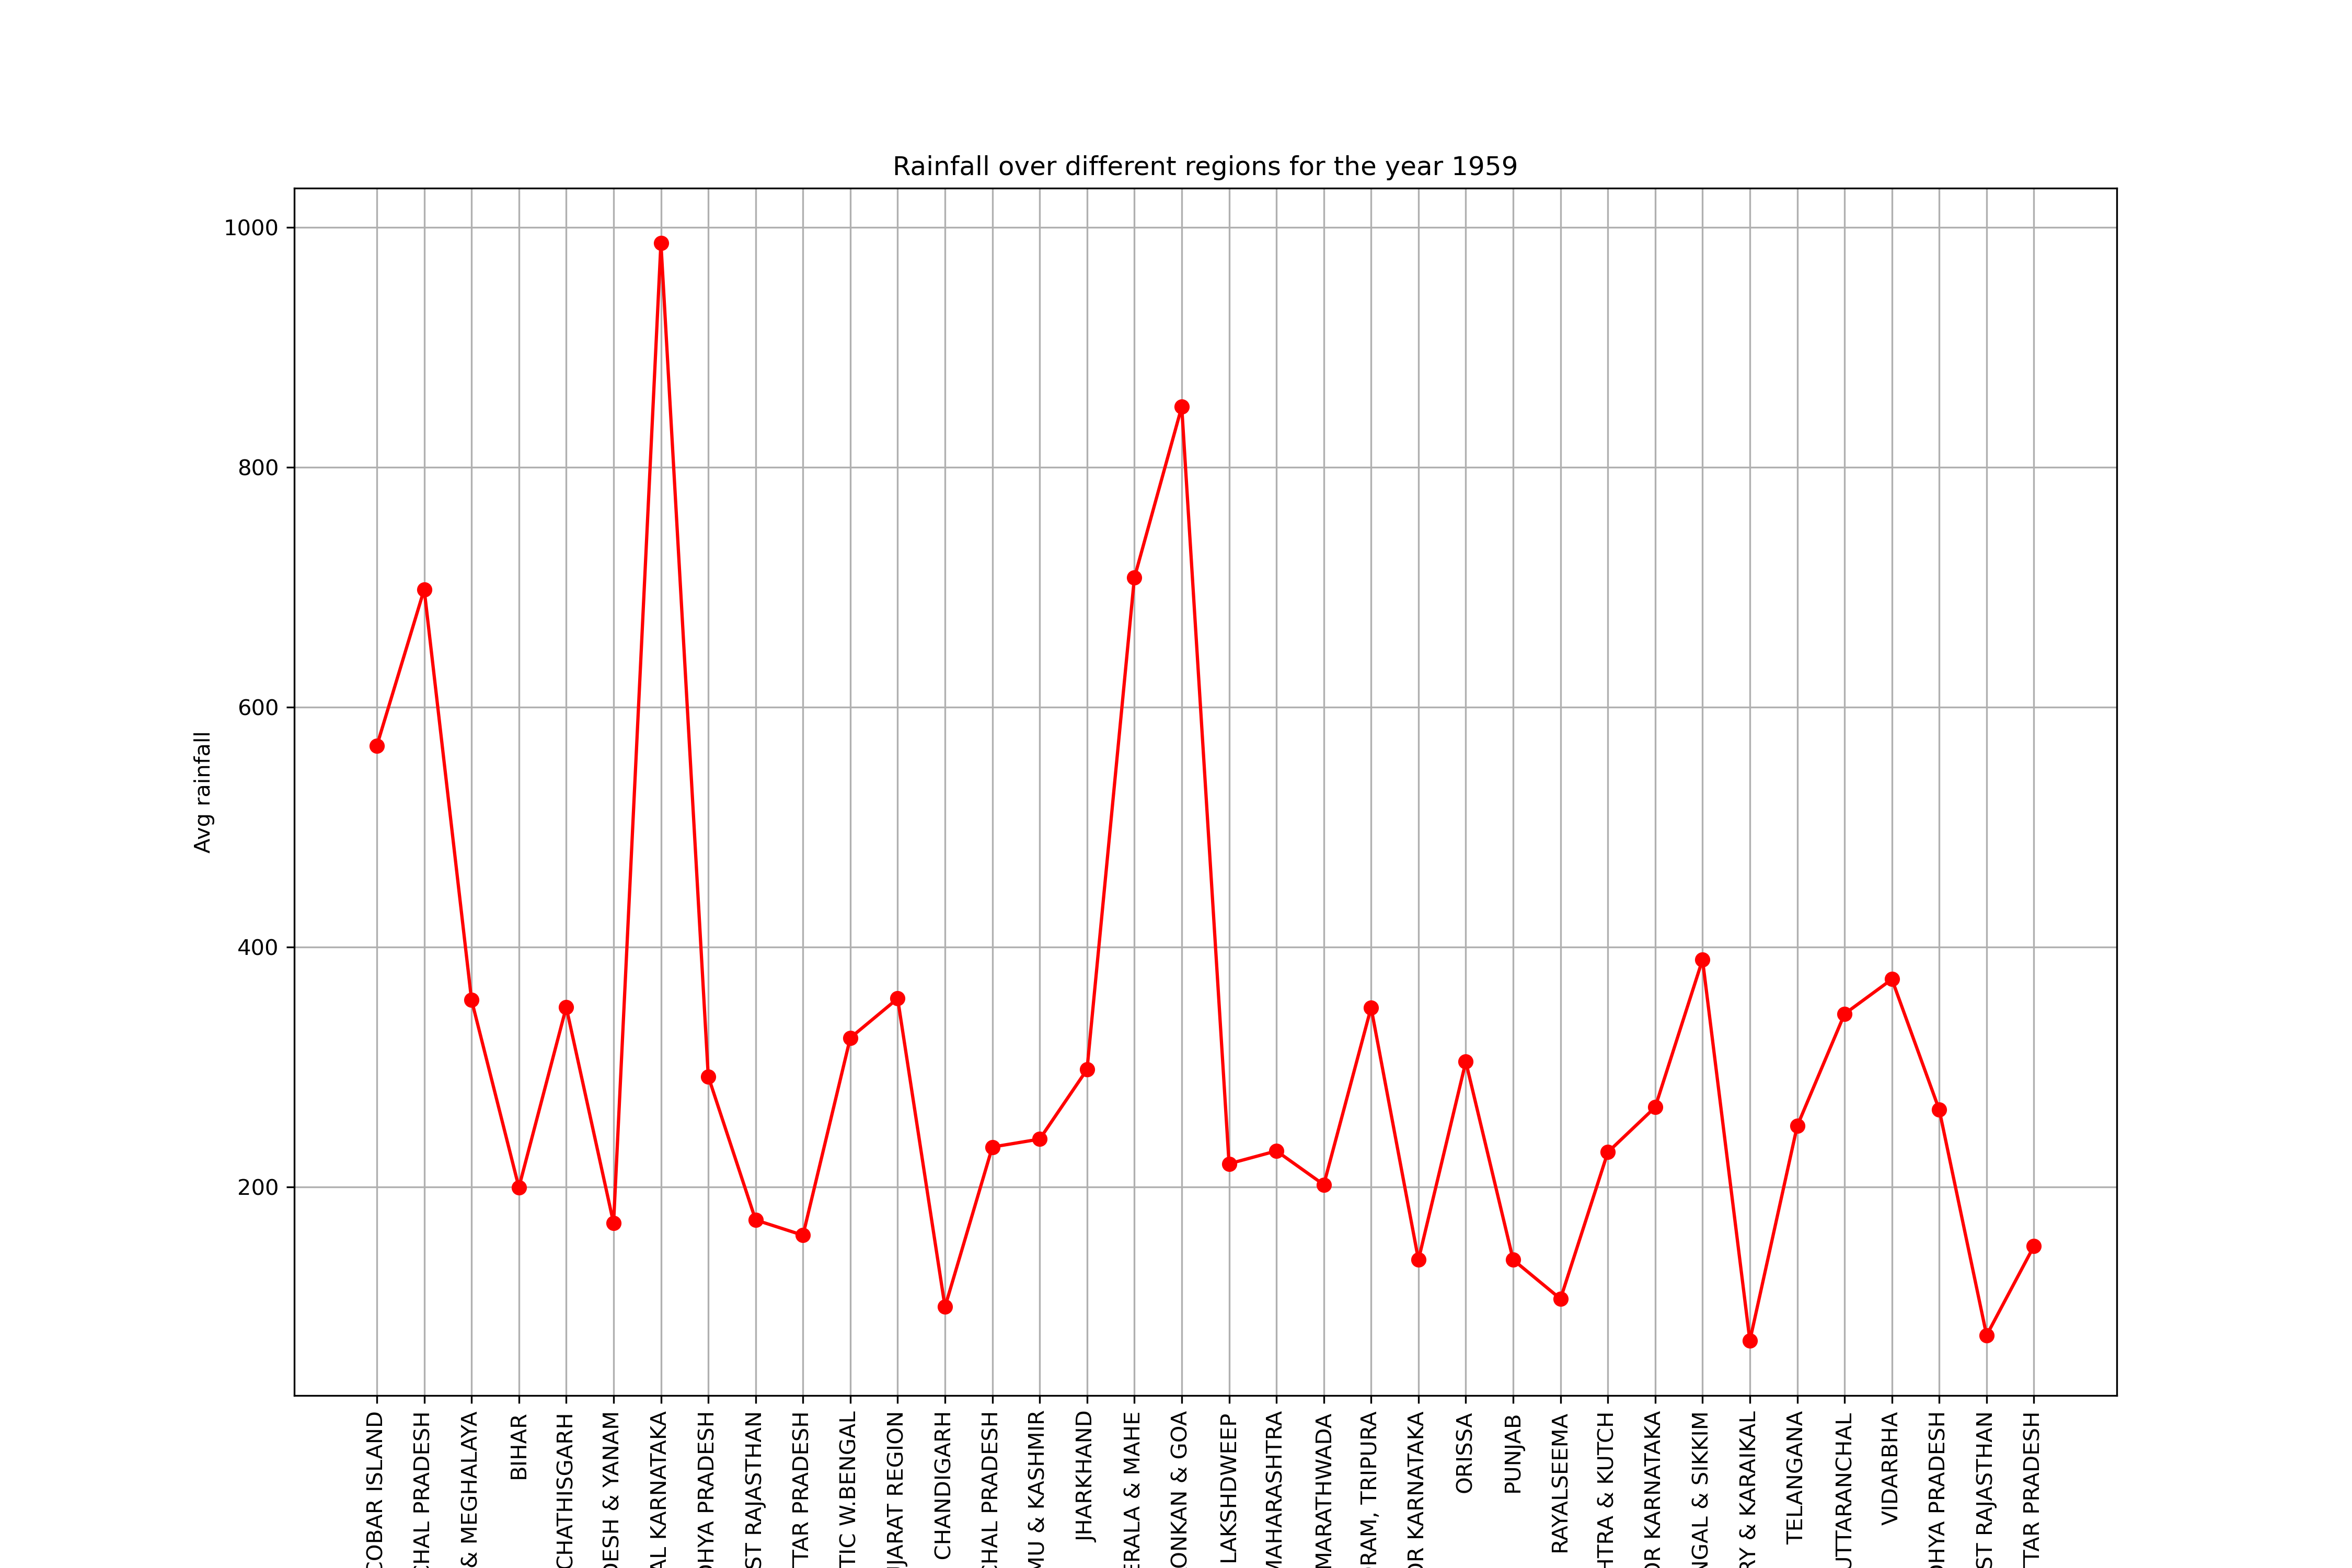 Rainfall over different regions for the year 1959
1000
800
600
400
200
Avg rainfall
COBAR ISLAND
CHAL PRADESH
& MEGHALAYA
BIHAR
CHATHISGARH
DESH & YANAM
AL KARNATAKA
DHYA PRADESH
ST RAJASTHAN
TTAR PRADESH
TIC W.BENGAL
JARAT REGION
CHANDIGARH
CHAL PRADESH
MU & KASHMIR
JHARKHAND
ERALA & MAHE
ONKAN & GOA
LAKSHDWEEP
MAHARASHTRA
MARATHWADA
RAM, TRIPURA
OR KARNATAKA
ORISSA
PUNJAB
RAYALSEEMA
HTRA & KUTCH
OR KARNATAKA
NGAL & SIKKIM
RY & KARAIKAL
TELANGANA
UTTARANCHAL
VIDARBHA
DHYA PRADESH
ST RAJASTHAN
TTAR PRADESH